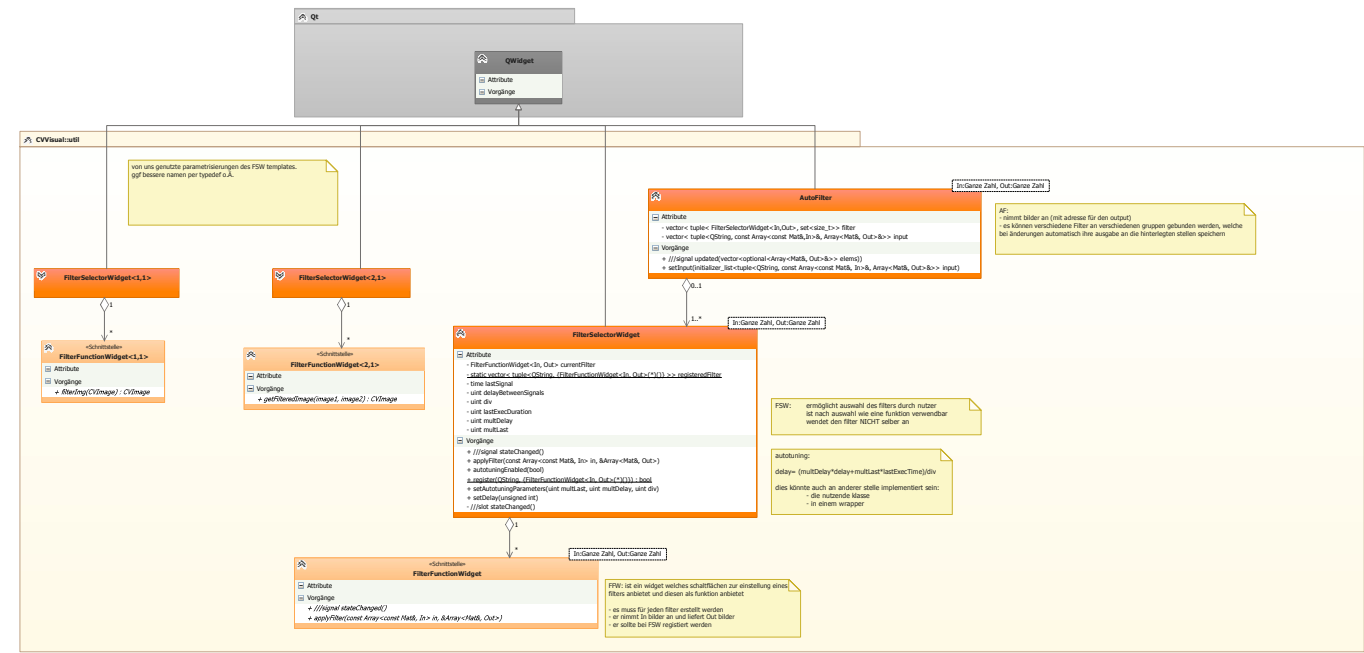 Qt
QWidget
Attribute
Vorgänge
CVVisual::util
von uns genutzte parametrisierungen des FSW templates.
ggf bessere namen per typedef o.Ä.
In:Ganze Zahl, Out:Ganze Zahl
AutoFilter
Attribute
- vector< tuple< FilterSelectorWidget<In,Out>, set<size_t>> filter
- vector< tuple<QString, const Array<const Mat&,In>&, Array<Mat&, Out>&>> input
Vorgänge
+ ///signal updated(vector<optional<Array<Mat&, Out>&>> elems))
+ setInput(initializer_list<tuple<QString, const Array<const Mat&, In>&, Array<Mat&, Out>&>> input)
AF:
- nimmt bilder an (mit adresse für den output)
- es können verschiedene Filter an verschiedenen gruppen gebunden werden, welche
bei änderungen automatisch ihre ausgabe an die hinterlegten stellen speichern
FilterSelectorWidget<1,1>
1
*
«Schnittstelle»
FilterFunctionWidget<1,1>
Attribute
Vorgänge
+ filterImg(CVImage) : CVImage
FilterSelectorWidget<2,1>
1
*
«Schnittstelle»
FilterFunctionWidget<2,1>
Attribute
Vorgänge
+ getFilteredImage(image1, image2) : CVImage
0..1
1..*
In:Ganze Zahl, Out:Ganze Zahl
FilterSelectorWidget
Attribute
- FilterFunctionWidget<In, Out> currentFilter
- static vector< tuple<QString, (FilterFunctionWidget<In, Out>(*)()) >> registeredFilter
- time lastSignal
- uint delayBetweenSignals
- uint div
- uint lastExecDuration
- uint multDelay
- uint multLast
Vorgänge
+ ///signal stateChanged()
+ applyFilter(const Array<const Mat&, In> in, &Array<Mat&, Out>)
+ autotuningEnabled(bool)
+ register(QString, (FilterFunctionWidget<In, Out>(*)())) : bool
+ setAutotuningParameters(uint multLast, uint multDelay, uint div)
+ setDelay(unsigned int)
- ///slot stateChanged()
FSW: ermöglicht auswahl des filters durch nutzer
ist nach auswahl wie eine funktion verwendbar
wendet den filter NICHT selber an
autotuning:
delay= (multDelay*delay+multLast*lastExecTime)/div
dies könnte auch an anderer stelle implementiert sein:
- die nutzende klasse
- in einem wrapper
1
*
In:Ganze Zahl, Out:Ganze Zahl
«Schnittstelle»
FilterFunctionWidget
Attribute
Vorgänge
+ ///signal stateChanged()
+ applyFilter(const Array<const Mat&, In> in, &Array<Mat&, Out>)
FFW: ist ein widget welches schaltflächen zur einstellung eines
filters anbietet und diesen als funktion anbietet
- es muss für jeden filter erstellt werden
- er nimmt In bilder an und liefert Out bilder
- er sollte bei FSW registiert werden